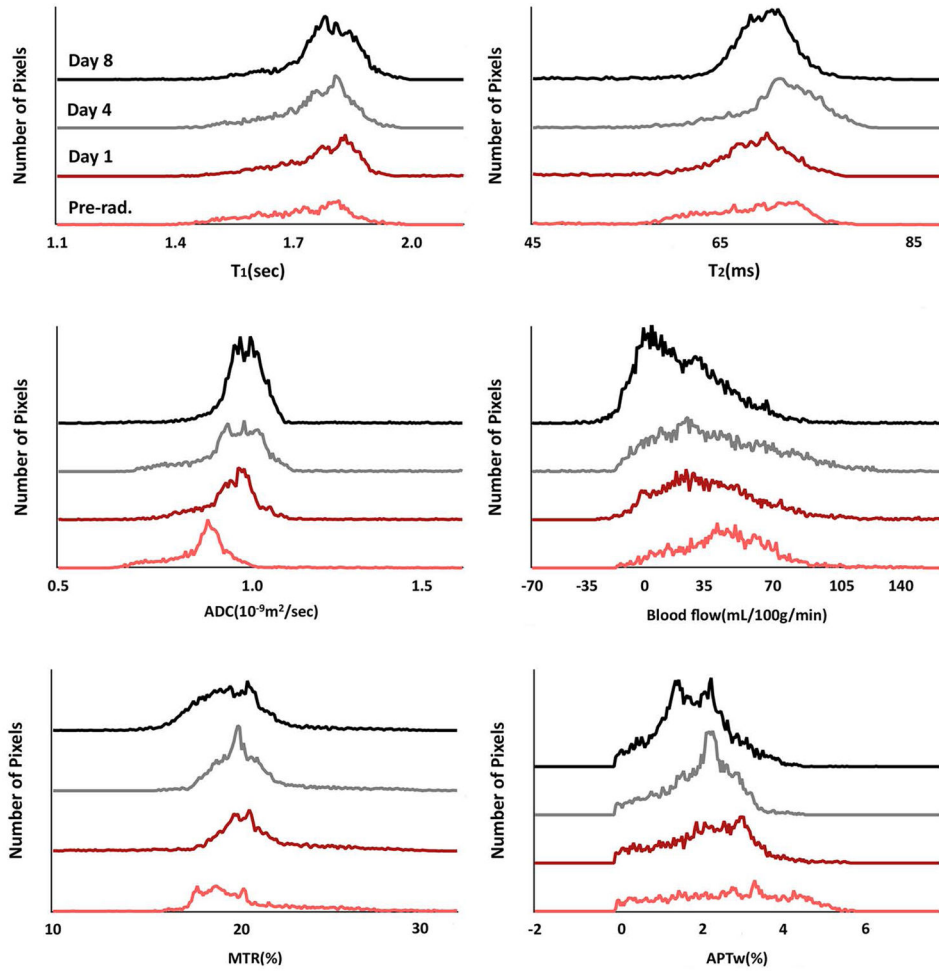 Number of Pixels
Day 8
Day 4
Day 1
Pre-rad.
1.1 1.4 1.7 2.0
T1(sec)
Number of Pixels
45 65 85
T2(ms)
Number of Pixels
0.5 1.0 1.5
ADC(10⁻⁹m²/sec)
Number of Pixels
-70 -35 0 35 70 105 140
Blood flow(mL/100g/min)
Number of Pixels
10 20 30
MTR(%)
Number of Pixels
-2 0 2 4 6
APTw(%)